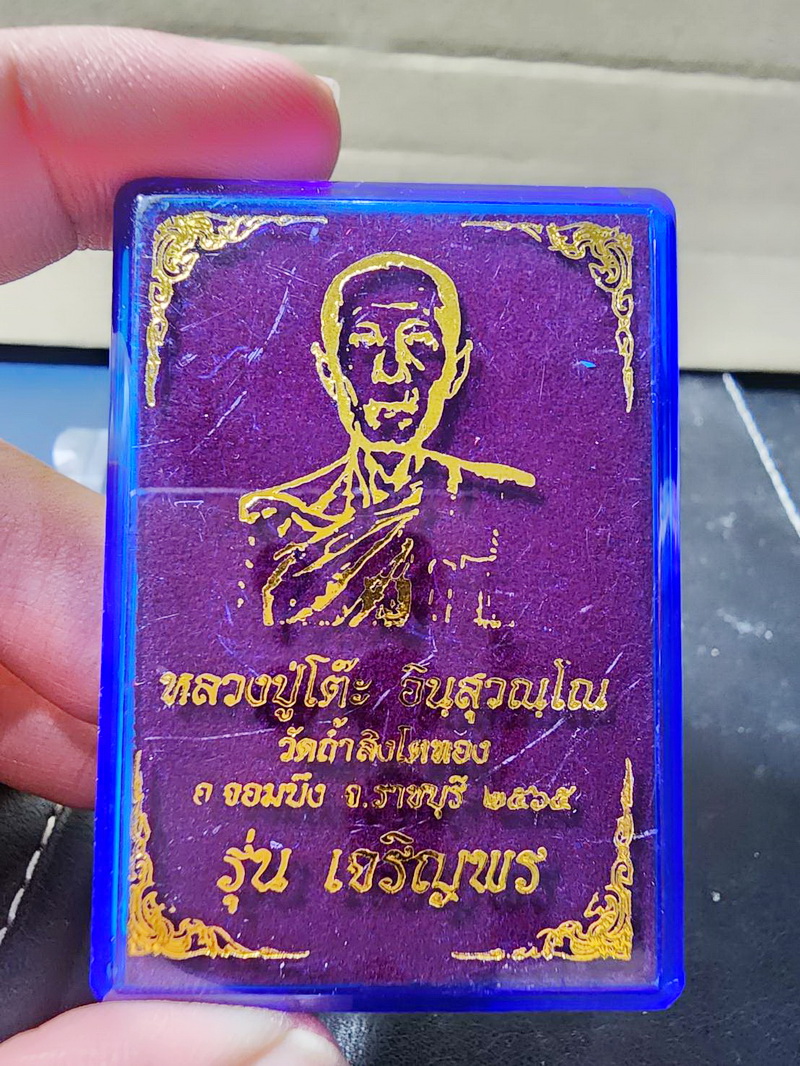 หลวงปู่โต๊ะ อินฺสุวณฺโณ
วัดถ้ำสิงโตทอง
อ.จอมบึง จ.ราชบุรี ๒๕๖๕
รุ่น เจริญพร